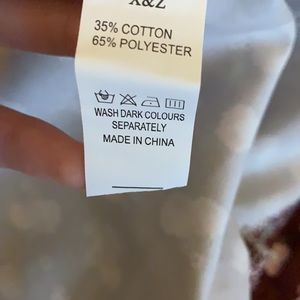 X&Z
35% COTTON
65% POLYESTER
WASH DARK COLOURS
SEPARATELY
MADE IN CHINA